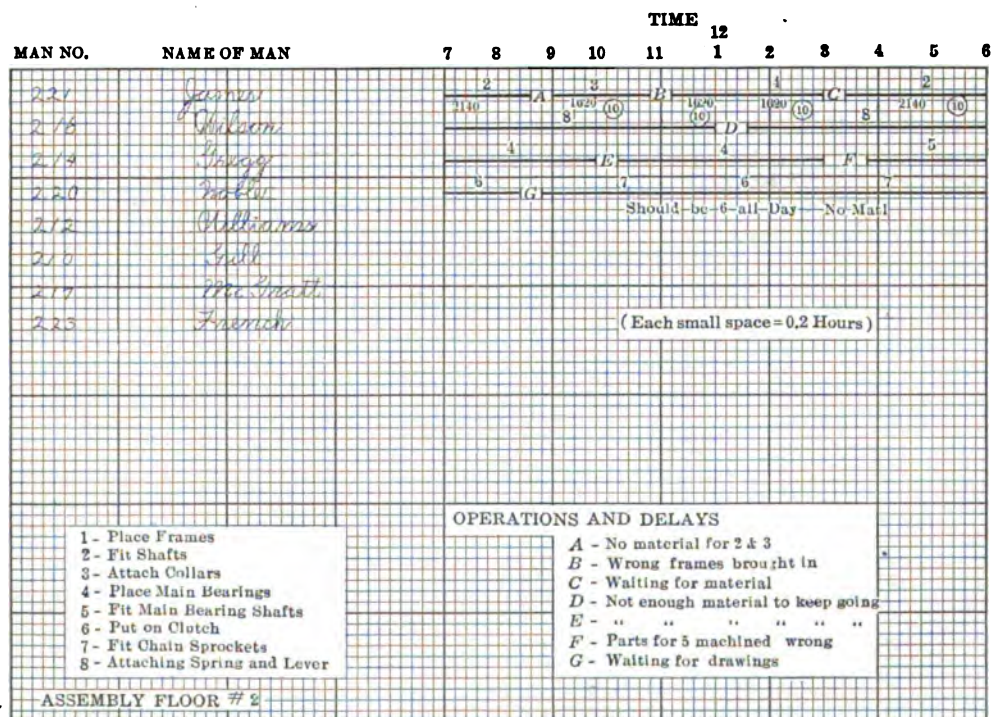 TIME
12
MAN NO. NAME OF MAN 7 8 9 10 11 1 2 3 4 5 6
221 James 2 3 4 2
A B C
2140 1020 10 1020 10 1020 10 2140 10
216 Wilson 8 8
D
214 Gregg 4 4 5
E F
220 Noble 6 7 6 7
G
Should-be-6-all-Day--No-Matl
212 Williams
210 Gill
217
223 French
(Each small space=0.2 Hours)
OPERATIONS AND DELAYS
1 - Place Frames
2 - Fit Shafts
3 - Attach Collars
4 - Place Main Bearings
5 - Fit Main Bearing Shafts
6 - Put on Clutch
7 - Fit Chain Sprockets
8 - Attaching Spring and Lever
A - No material for 2 & 3
B - Wrong frames brought in
C - Waiting for material
D - Not enough material to keep going
E - " " " " " "
F - Parts for 5 machined wrong
G - Waiting for drawings
ASSEMBLY FLOOR # 2